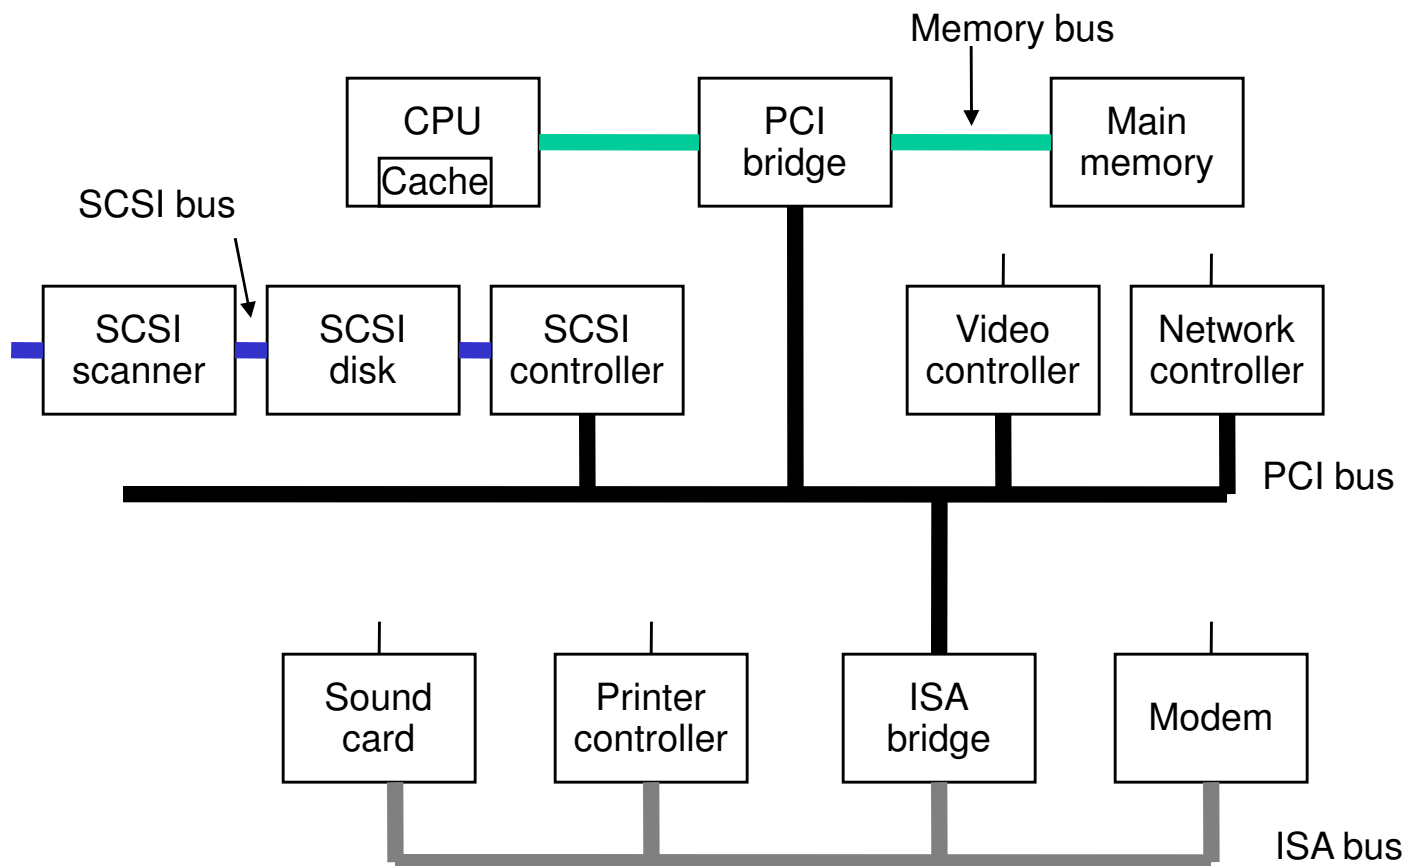 Memory bus
CPU
Cache
PCI
bridge
Main
memory
SCSI bus
SCSI
scanner
SCSI
disk
SCSI
controller
Video
controller
Network
controller
PCI bus
Sound
card
Printer
controller
ISA
bridge
Modem
ISA bus